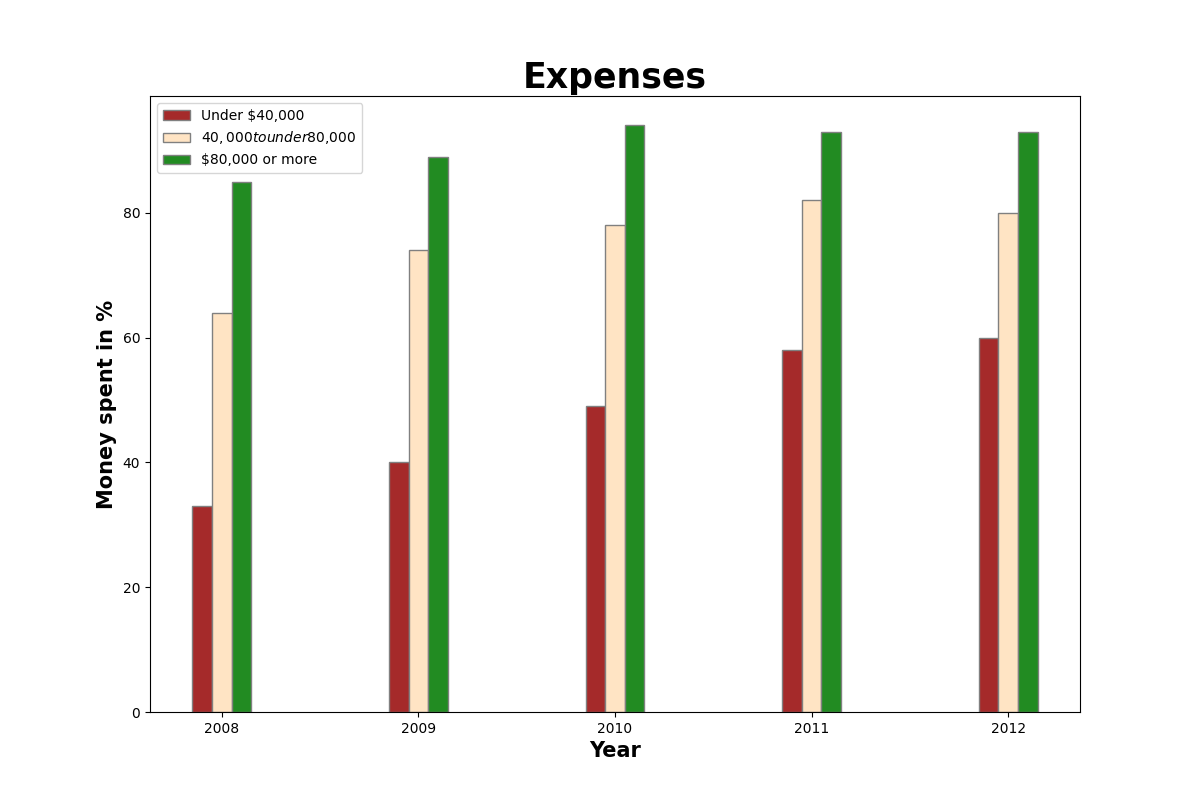 Expenses
Under $40,000
40,000tounder80,000
$80,000 or more
Money spent in %
80
60
40
20
0
2008 2009 2010 2011 2012
Year